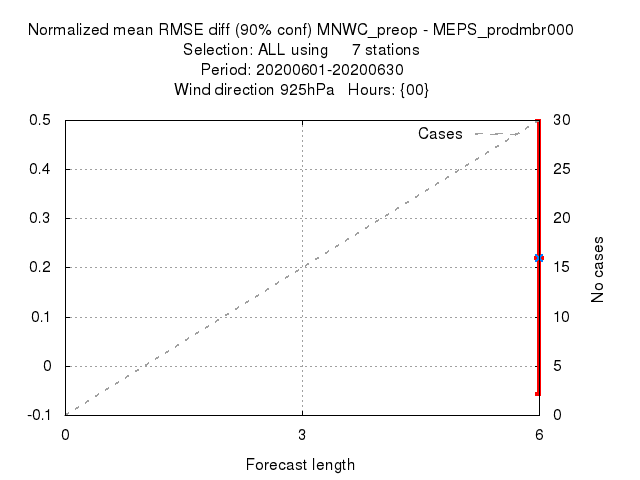 Normalized mean RMSE diff (90% conf) MNWC_preop - MEPS_prodmbr000
Selection: ALL using 7 stations
Period: 20200601-20200630
Wind direction 925hPa Hours: {00}
Cases
0.5
0.4
0.3
0.2
0.1
0
-0.1
30
25
20
15
10
5
0
No cases
0 3 6
Forecast length